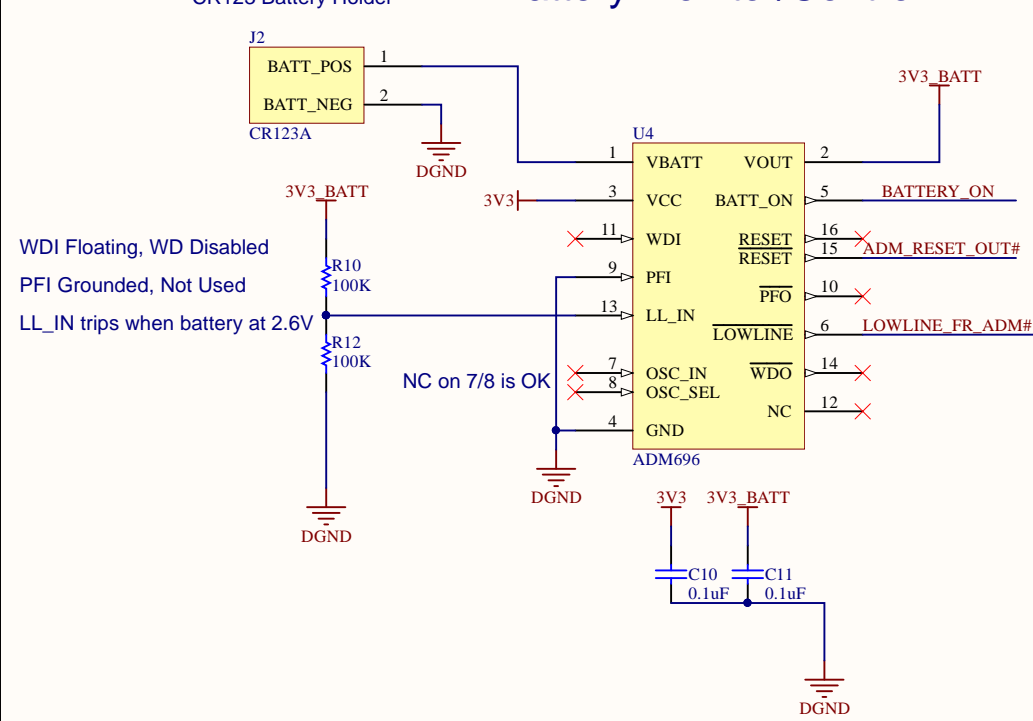 J2
BATT_POS
1
BATT_NEG
2
CR123A
DGND
3V3_BATT
U4
1
VBATT
VOUT
2
3V3
3
VCC
BATT_ON
5
BATTERY_ON
3V3_BATT
11
WDI
RESET
16
RESET
15
ADM_RESET_OUT#
WDI Floating, WD Disabled
R10
100K
9
PFI
PFO
10
PFI Grounded, Not Used
LL_IN trips when battery at 2.6V
13
LL_IN
LOWLINE
6
LOWLINE_FR_ADM#
R12
100K
NC on 7/8 is OK
7
OSC_IN
WDO
14
8
OSC_SEL
NC
12
4
GND
ADM696
DGND
DGND
3V3
3V3_BATT
C10
0.1uF
C11
0.1uF
DGND